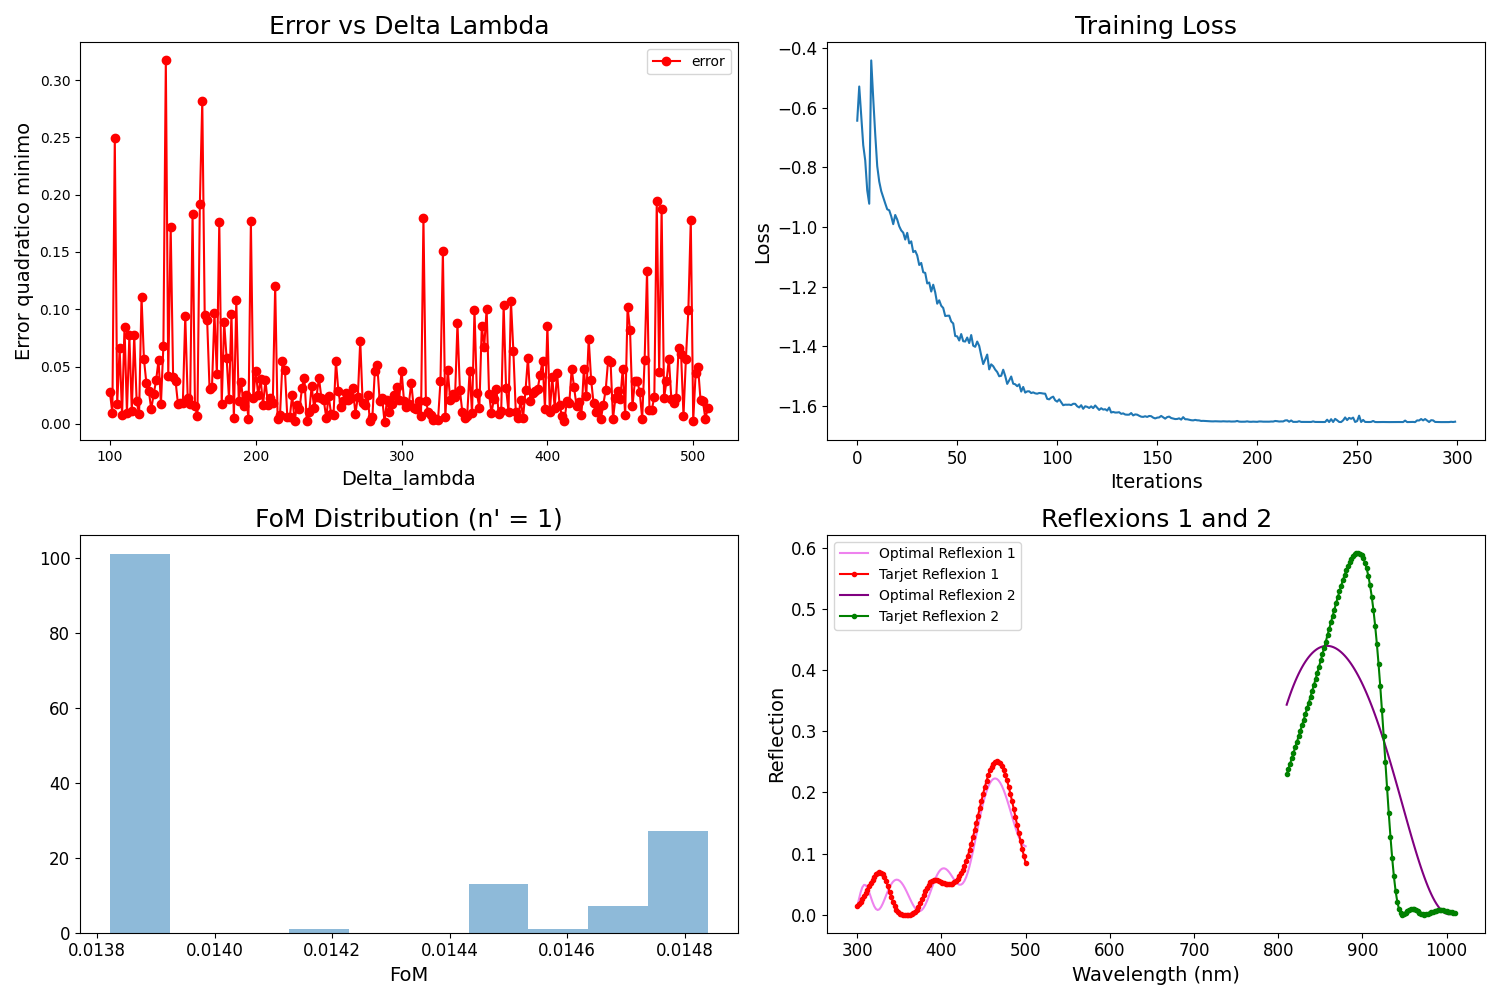 Error vs Delta Lambda
error
Error quadratico minimo
0.30
0.25
0.20
0.15
0.10
0.05
0.00
100 200 300 400 500
Delta_lambda
Training Loss
Loss
−0.4
−0.6
−0.8
−1.0
−1.2
−1.4
−1.6
0 50 100 150 200 250 300
Iterations
FoM Distribution (n' = 1)
100
80
60
40
20
0
0.0138 0.0140 0.0142 0.0144 0.0146 0.0148
FoM
Reflexions 1 and 2
Optimal Reflexion 1
Tarjet Reflexion 1
Optimal Reflexion 2
Tarjet Reflexion 2
Reflection
0.6
0.5
0.4
0.3
0.2
0.1
0.0
300 400 500 600 700 800 900 1000
Wavelength (nm)